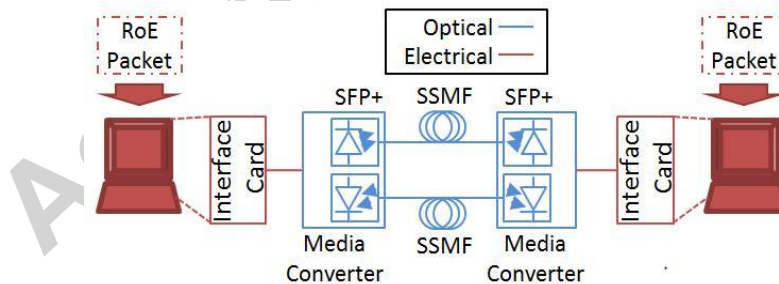 RoE
Packet
Optical
Electrical
RoE
Packet
SFP+
SSMF
SFP+
Interface
Card
Interface
Card
Media
Converter
SSMF
Media
Converter